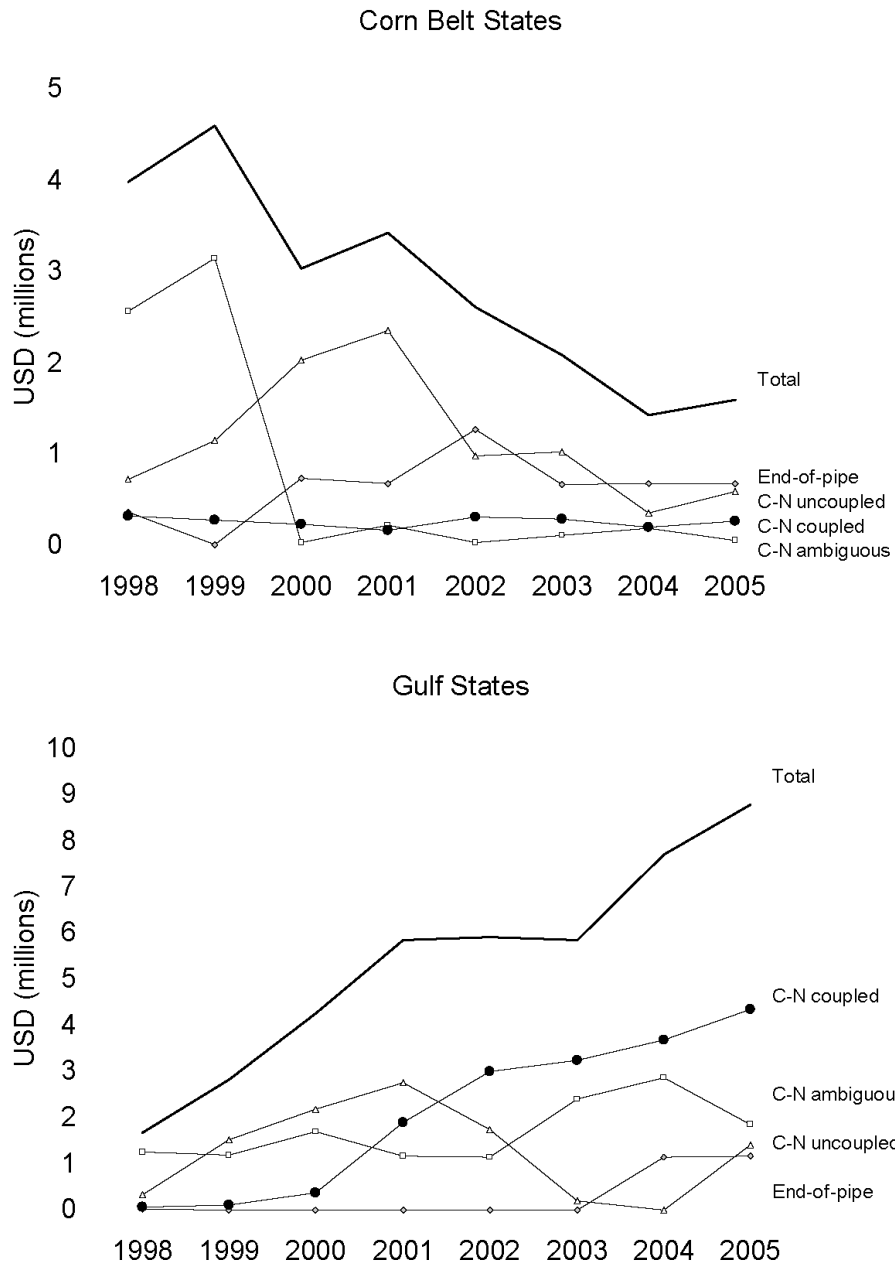 Corn Belt States
5
4
3
2
1
0
USD (millions)
Total
End-of-pipe
C-N uncoupled
C-N coupled
C-N ambiguous
1998 1999 2000 2001 2002 2003 2004 2005
Gulf States
10
9
8
7
6
5
4
3
2
1
0
USD (millions)
Total
C-N coupled
C-N ambiguou
C-N uncoupled
End-of-pipe
1998 1999 2000 2001 2002 2003 2004 2005